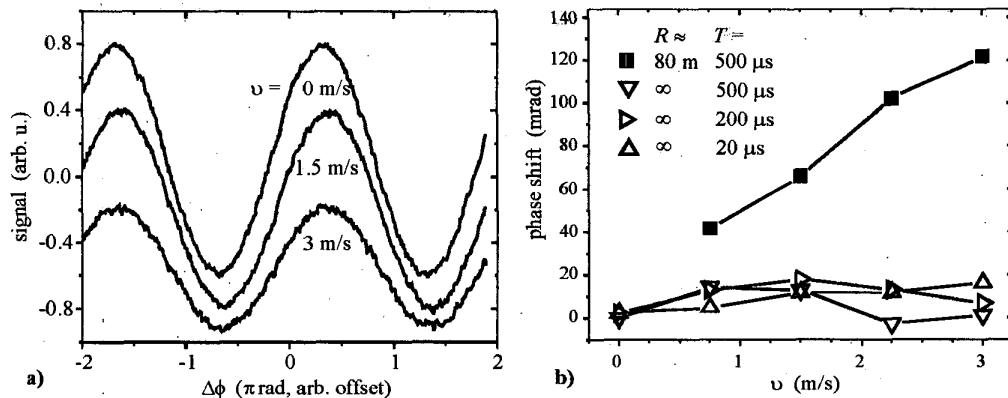 0.8
0.4
0.0
-0.4
-0.8
signal (arb. u.)
υ = 0 m/s
1.5 m/s
3 m/s
-2 -1 0 1 2
Δϕ (π rad, arb. offset)
a)
120
100
80
60
40
20
0
phase shift (mrad)
R ≈ T =
80 m 500 μs
∞ 500 μs
∞ 200 μs
∞ 20 μs
0 1 2 3
υ (m/s)
b)